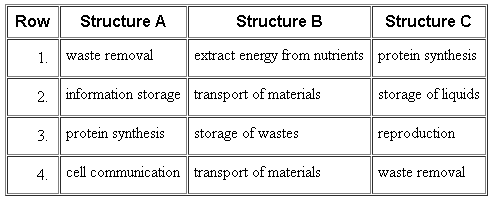 Row Structure A Structure B Structure C
1. waste removal extract energy from nutrients protein synthesis
2. information storage transport of materials storage of liquids
3. protein synthesis storage of wastes reproduction
4. cell communication transport of materials waste removal